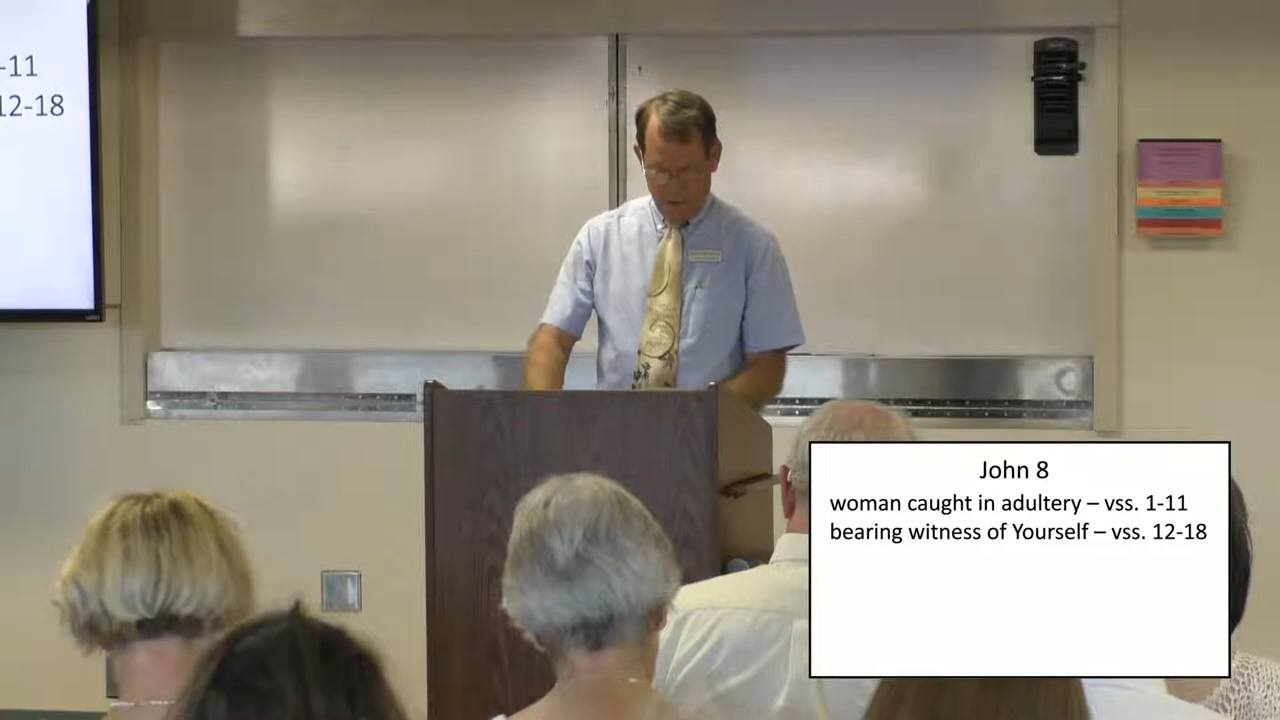 -11
12-18
John 8
woman caught in adultery – vss. 1-11
bearing witness of Yourself – vss. 12-18